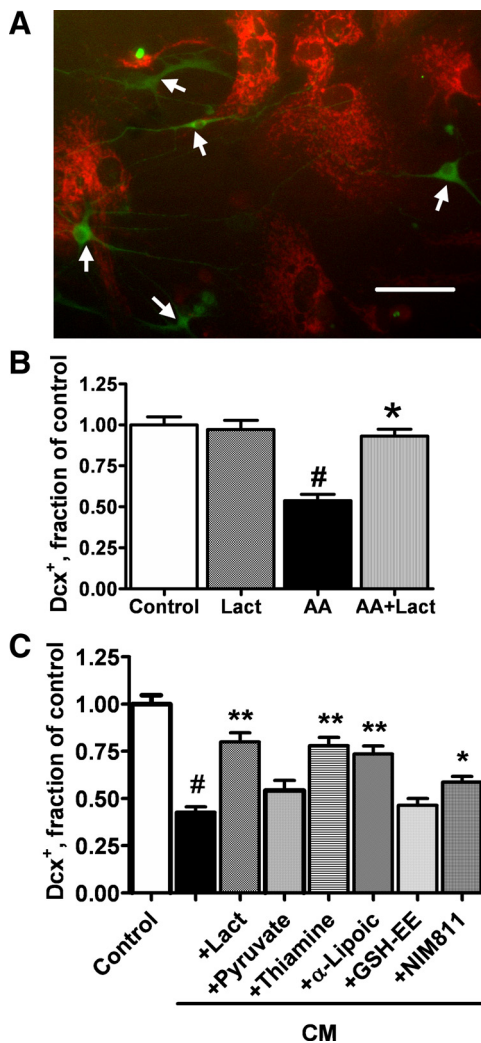 A
B
Dcx+, fraction of control
1.25
1.00
0.75
0.50
0.25
0.00
#
*
Control Lact AA AA+Lact
C
Dcx+, fraction of control
1.25
1.00
0.75
0.50
0.25
0.00
#
**
**
**
*
Control
+Lact
+Pyruvate
+Thiamine
+α-Lipoic
+GSH-EE
+NIM811
CM